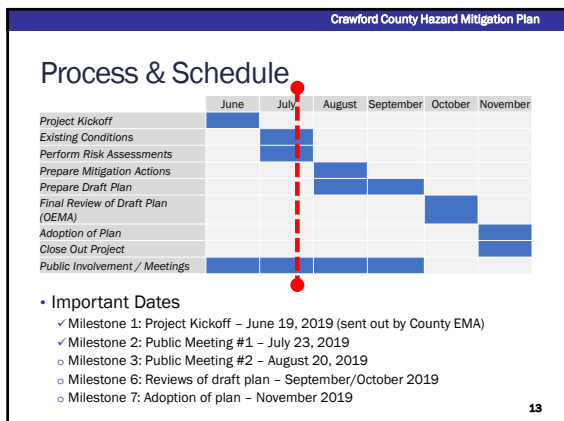 Crawford County Hazard Mitigation Plan
Process & Schedule
June July August September October November
Project Kickoff
Existing Conditions
Perform Risk Assessments
Prepare Mitigation Actions
Prepare Draft Plan
Final Review of Draft Plan
(OEMA)
Adoption of Plan
Close Out Project
Public Involvement / Meetings
• Important Dates
✓ Milestone 1: Project Kickoff – June 19, 2019 (sent out by County EMA)
✓ Milestone 2: Public Meeting #1 – July 23, 2019
o Milestone 3: Public Meeting #2 – August 20, 2019
o Milestone 6: Reviews of draft plan – September/October 2019
o Milestone 7: Adoption of plan – November 2019
13